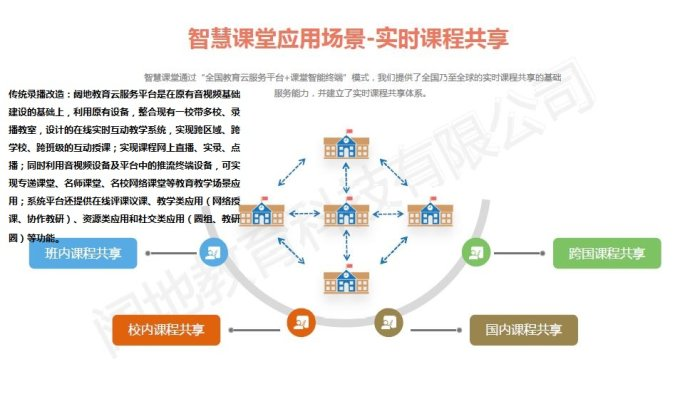 智慧课堂应用场景-实时课程共享
智慧课堂通过“全国教育云服务平台+课堂智能终端”模式，我们提供了全国乃至全球的实时课程共享的基础
服务能力，并建立了实时课程共享体系。
传统录播改造：阔地教育云服务平台是在原有音视频基础
建设的基础上，利用原有设备，整合现有一校带多校、录
播教室，设计的在线实时互动教学系统，实现跨区域、跨
学校、跨班级的互动授课；实现课程网上直播、实录、点
播；同时利用音视频设备及平台中的推流终端设备，可实
现专递课堂、名师课堂、名校网络课堂等教育教学场景应
用；系统平台还提供在线评课议课、教学类应用（网络授
课、协作教研）、资源类应用和社交类应用（圆组、教研
圆）等功能。
班内课程共享
跨国课程共享
校内课程共享
国内课程共享
阔地教育科技有限公司